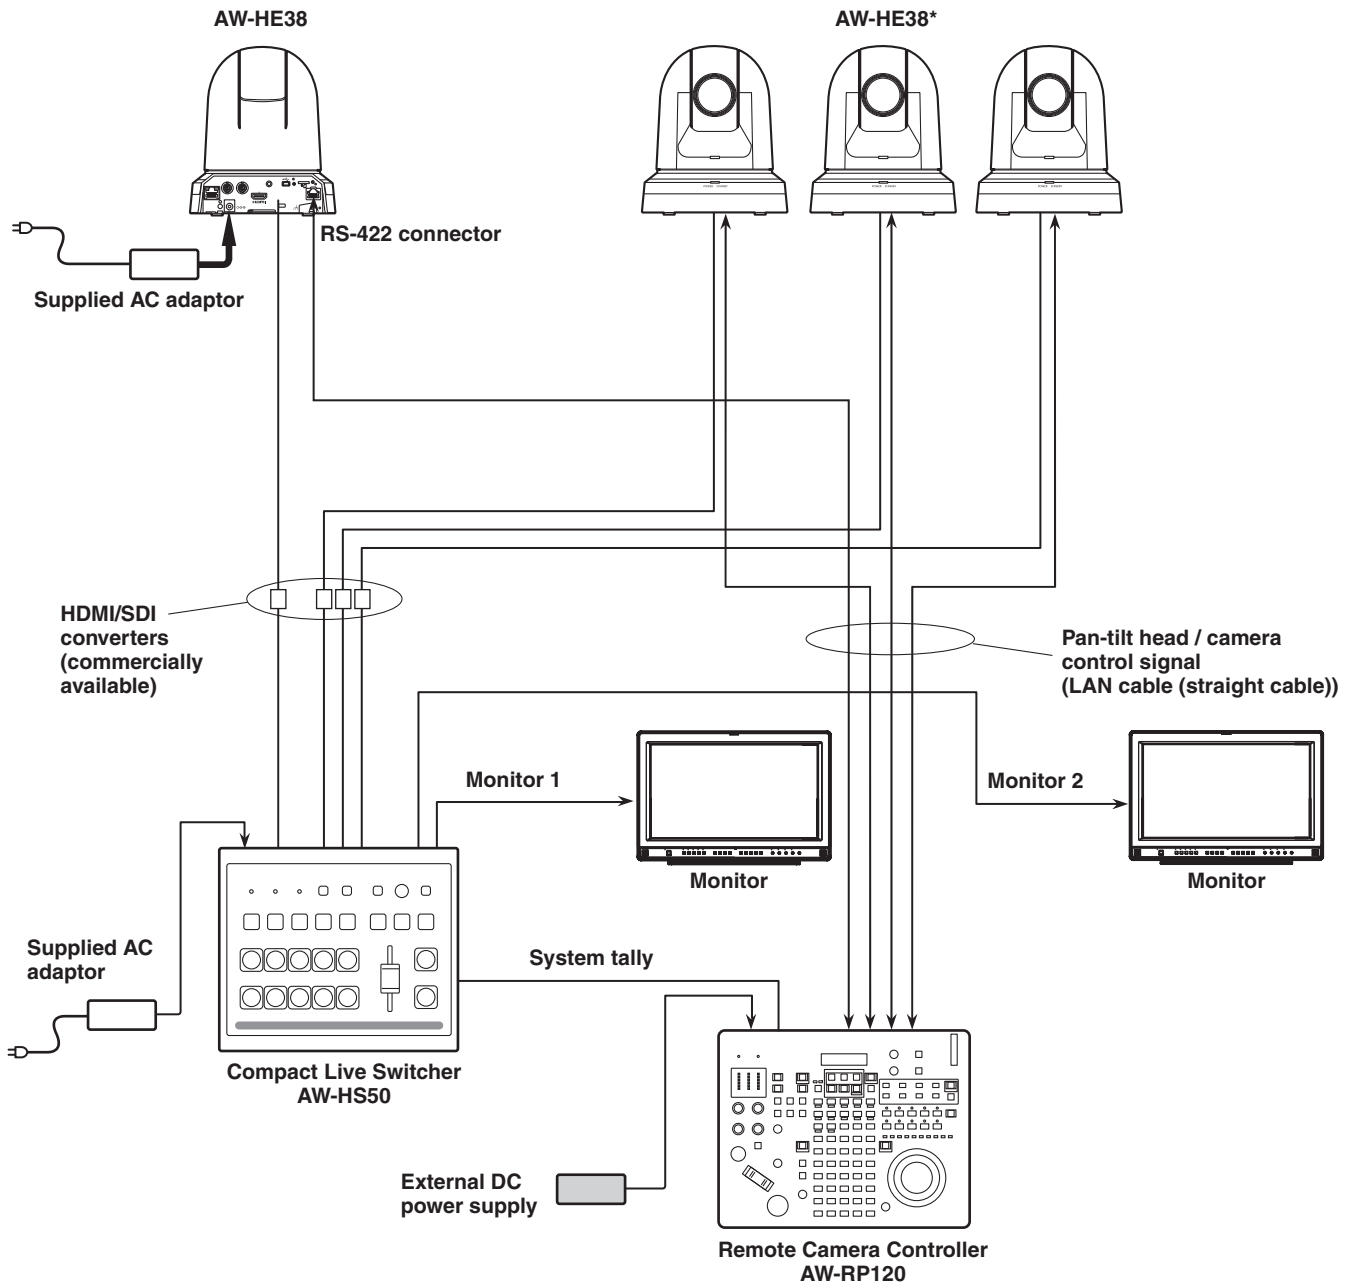 AW-HE38
AW-HE38*
RS-422 connector
Supplied AC adaptor
HDMI/SDI
converters
(commercially
available)
Pan-tilt head / camera
control signal
(LAN cable (straight cable))
Monitor 1
Monitor 2
Monitor
Monitor
Supplied AC
adaptor
System tally
Compact Live Switcher
AW-HS50
External DC
power supply
Remote Camera Controller
AW-RP120